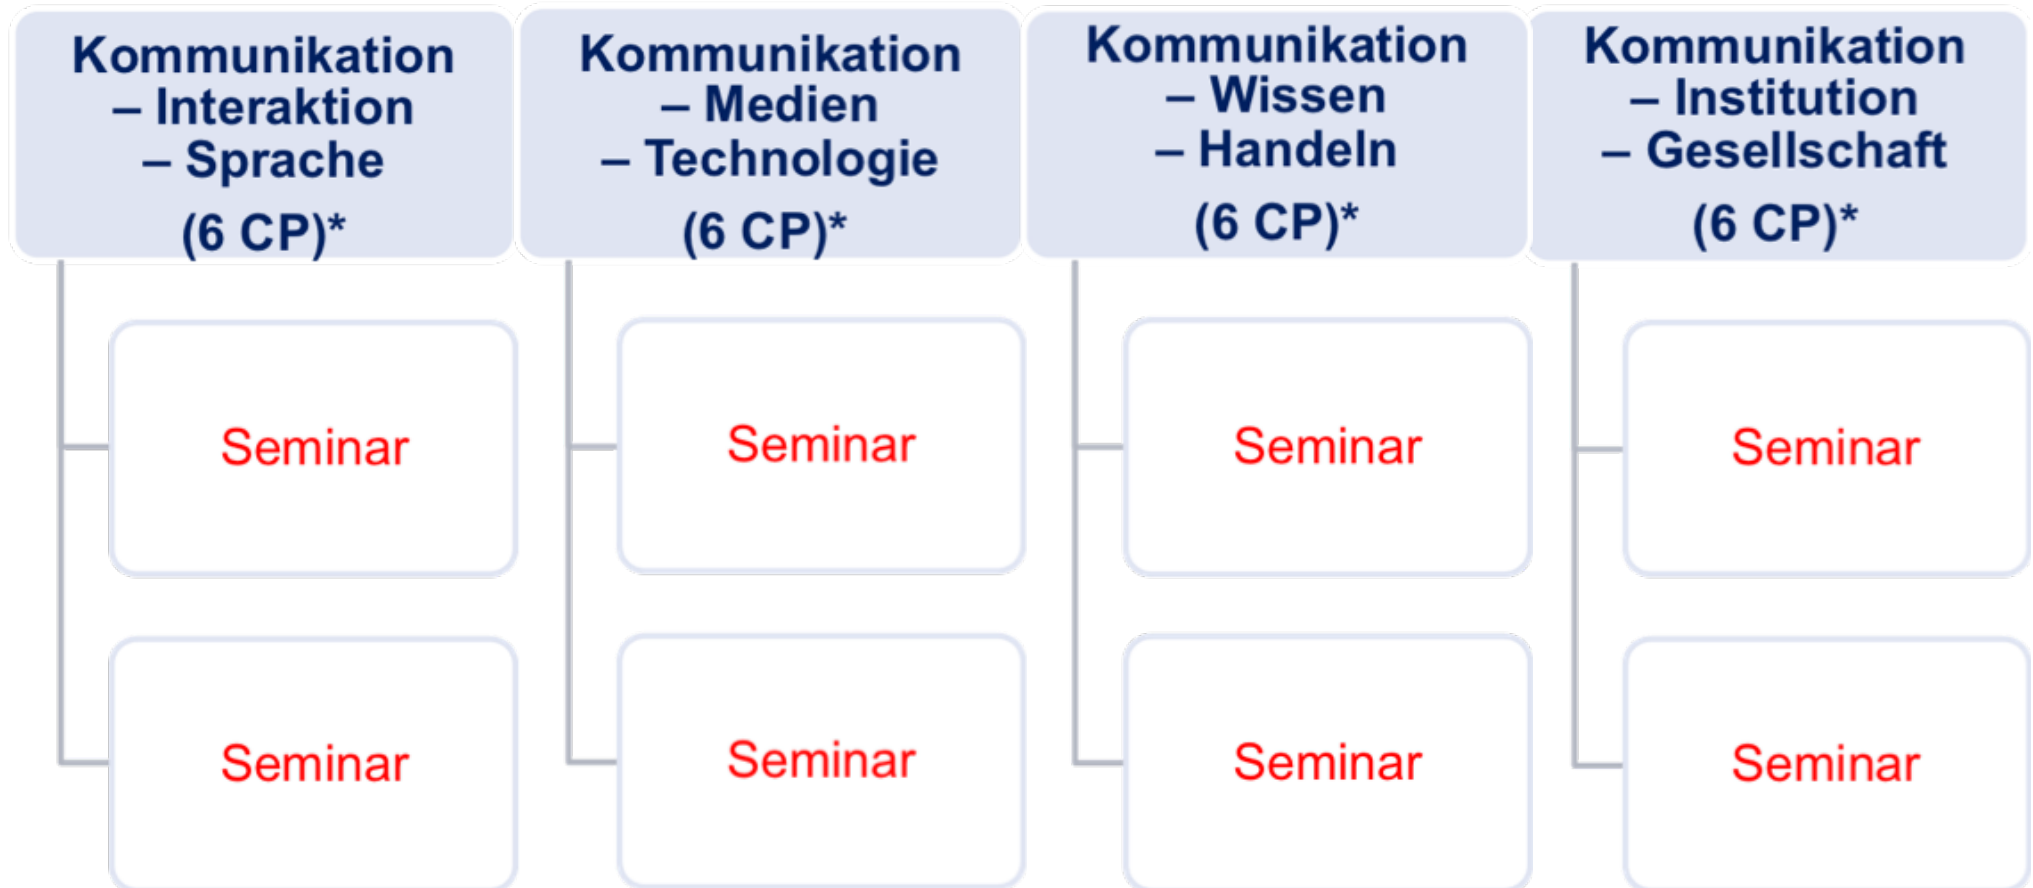 Kommunikation
– Interaktion
– Sprache
(6 CP)*
Seminar
Seminar
Kommunikation
– Medien
– Technologie
(6 CP)*
Seminar
Seminar
Kommunikation
– Wissen
– Handeln
(6 CP)*
Seminar
Seminar
Kommunikation
– Institution
– Gesellschaft
(6 CP)*
Seminar
Seminar